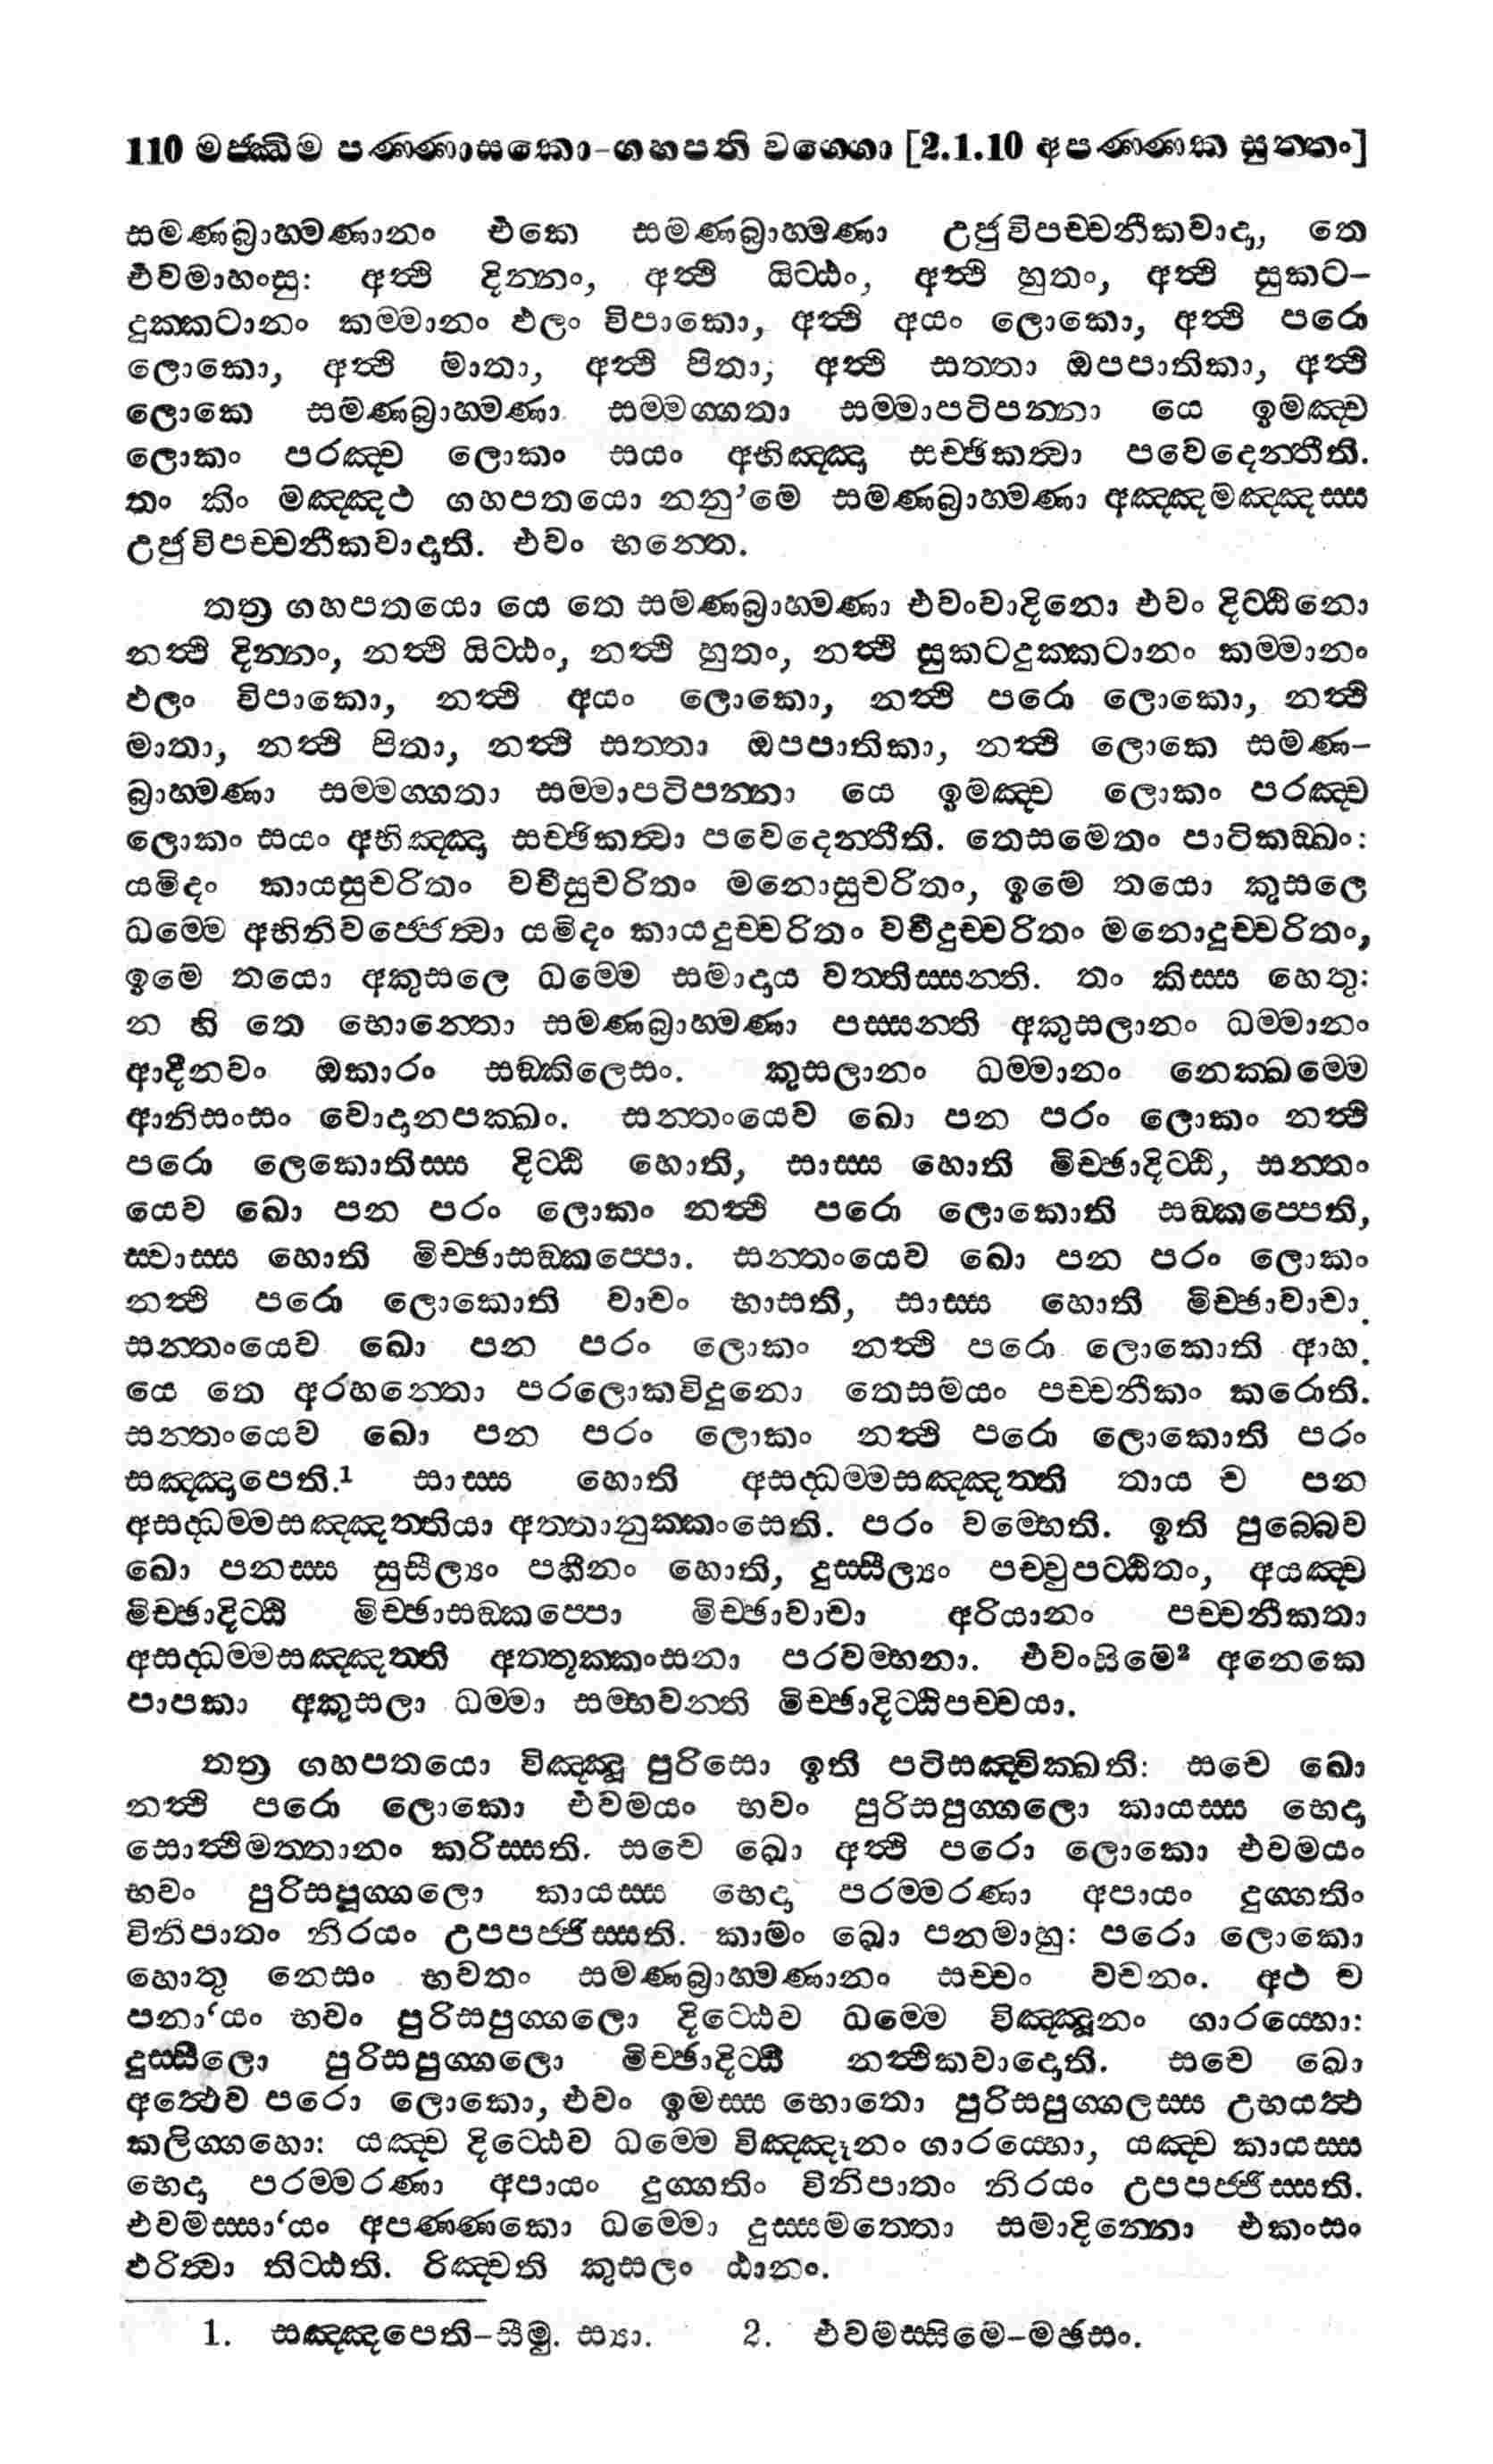 110 මජ්ඣිම පණ්ණාසකො-ගහපති වග්ගො [2.1.10 අපණ්ණක සුත්තං]
සමණබ්‍රාහ්මණානං එකෙ සමණබ්‍රාහ්මණා උජුවිපච්චනීකවාදා, තෙ
එවමාහංසු: අත්‍ථි දින්නං, අත්‍ථි යිට්ඨං, අත්‍ථි හුතං, අත්‍ථි සුකට-
දුක්කටානං කම්මානං ඵලං විපාකො, අත්‍ථි අයං ලොකො, අත්‍ථි පරො
ලොකො, අත්‍ථි මාතා, අත්‍ථි පිතා, අත්‍ථි සත්තා ඔපපාතිකා, අත්‍ථි
ලොකෙ සමණබ්‍රාහ්මණා සම්මග්ගතා සම්මාපටිපන්නා යෙ ඉමඤ්ච
ලොකං පරඤ්ච ලොකං සයං අභිඤ්ඤා සච්ඡිකත්‍වා පවෙදෙන්තීති.
තං කිං මඤ්ඤථ ගහපතයො නනු’මෙ සමණබ්‍රාහ්මණා අඤ්ඤමඤ්ඤස්ස
උජුවිපච්චනීකවාදාති. එවං භන්තෙ.
තත්‍ර ගහපතයො යෙ තෙ සමණබ්‍රාහ්මණා එවංවාදිනො එවං දිට්ඨිනො
නත්‍ථි දින්නං, නත්‍ථි යිට්ඨං, නත්‍ථි හුතං, නත්‍ථි සුකටදුක්කටානං කම්මානං
ඵලං විපාකො, නත්‍ථි අයං ලොකො, නත්‍ථි පරො ලොකො, නත්‍ථි
මාතා, නත්‍ථි පිතා, නත්‍ථි සත්තා ඔපපාතිකා, නත්‍ථි ලොකෙ සමණ-
බ්‍රාහ්මණා සම්මග්ගතා සම්මාපටිපන්නා යෙ ඉමඤ්ච ලොකං පරඤ්ච
ලොකං සයං අභිඤ්ඤා සච්ඡිකත්‍වා පවෙදෙන්තීති. තෙසමෙතං පාටිකඞ්ඛං:
යමිදං කායසුචරිතං වචීසුචරිතං මනොසුචරිතං, ඉමෙ තයො කුසලෙ
ධම්මෙ අභිනිවජ්ජෙත්‍වා යමිදං කායදුච්චරිතං වචීදුච්චරිතං මනොදුච්චරිතං,
ඉමෙ තයො අකුසලෙ ධම්මෙ සමාදාය වත්තිස්සන්ති. තං කිස්ස හෙතු:
න හි තෙ භොන්තො සමණබ්‍රාහ්මණා පස්සන්ති අකුසලානං ධම්මානං
ආදීනවං ඔකාරං සඞ්කිලෙසං. කුසලානං ධම්මානං නෙක්ඛම්මෙ
ආනිසංසං වොදානපක්ඛං. සන්තංයෙව ඛො පන පරං ලොකං නත්‍ථි
පරො ලෙකොතිස්ස දිට්ඨි හොති, සාස්ස හොති මිච්ඡාදිට්ඨි, සන්තං
යෙව ඛො පන පරං ලොකං නත්‍ථි පරො ලොකොති සඞ්කප්පෙති,
ස්වාස්ස හොති මිච්ඡාසඞ්කප්පො. සන්තංයෙව ඛො පන පරං ලොකං
නත්‍ථි පරො ලොකොති වාචං භාසති, සාස්ස හොති මිච්ඡාවාචා.
සන්තංයෙව ඛො පන පරං ලොකං නත්‍ථි පරො ලොකොති ආහ.
යෙ තෙ අරහන්තො පරලොකවිදුනො තෙසමයං පච්චනීකං කරොති.
සන්තංයෙව ඛො පන පරං ලොකං නත්‍ථි පරො ලොකොති පරං
සඤ්ඤාපෙති.¹ සාස්ස හොති අසද්ධම්මසඤ්ඤත්ති තාය ච පන
අසද්ධම්මසඤ්ඤත්තියා අත්තානුක්කංසෙති. පරං වම්භෙති. ඉති පුබ්බෙව
ඛො පනස්ස සුසීල්‍යං පහීනං හොති, දුස්සීල්‍යං පච්චුපට්ඨිතං, අයඤ්ච
මිච්ඡාදිට්ඨි මිච්ඡාසඞ්කප්පො මිච්ඡාවාචා අරියානං පච්චනීකතා
අසද්ධම්මසඤ්ඤත්ති අත්තුක්කංසනා පරවම්භනා. එවංසිමෙ² අනෙකෙ
පාපකා අකුසලා ධම්මා සම්භවන්ති මිච්ඡාදිට්ඨිපච්චයා.
තත්‍ර ගහපතයො විඤ්ඤූ පුරිසො ඉති පටිසඤ්චික්ඛති: සචෙ ඛො
නත්‍ථි පරො ලොකො එවමයං භවං පුරිසපුග්ගලො කායස්ස භෙදා
සොත්‍ථිමත්තානං කරිස්සති. සචෙ ඛො අත්‍ථි පරො ලොකො එවමයං
භවං පුරිසපුග්ගලො කායස්ස භෙදා පරම්මරණා අපායං දුග්ගතිං
විනිපාතං නිරයං උපපජ්ජිස්සති. කාමං ඛො පනමාහු: පරො ලොකො
හොතු නෙසං භවතං සමණබ්‍රාහ්මණානං සච්චං වචනං. අථ ච
පනා‘යං භවං පුරිසපුග්ගලො දිට්ඨෙව ධම්මෙ විඤ්ඤූනං ගාරය්හො:
දුස්සීලො පුරිසපුග්ගලො මිච්ඡාදිට්ඨි නත්‍ථිකවාදොති. සචෙ ඛො
අත්‍ථෙව පරො ලොකො, එවං ඉමස්ස භොතො පුරිසපුග්ගලස්ස උභයත්‍ථ
කලිග්ගහො: යඤ්ච දිට්ඨෙව ධම්මෙ විඤ්ඤූනං ගාරය්හො, යඤ්ච කායස්ස
භෙදා පරම්මරණා අපායං දුග්ගතිං විනිපාතං නිරයං උපපජ්ජිස්සති.
එවමස්සා‘යං අපණ්ණකො ධම්මො දුස්සමත්තො සමාදින්නො එකංසං
ඵරිත්‍වා තිට්ඨති. රිඤ්චති කුසලං ඨානං.
1. සඤ්ඤපෙති-සීමු. ස්‍යා. 2. එවමස්සිමෙ-මඡසං.